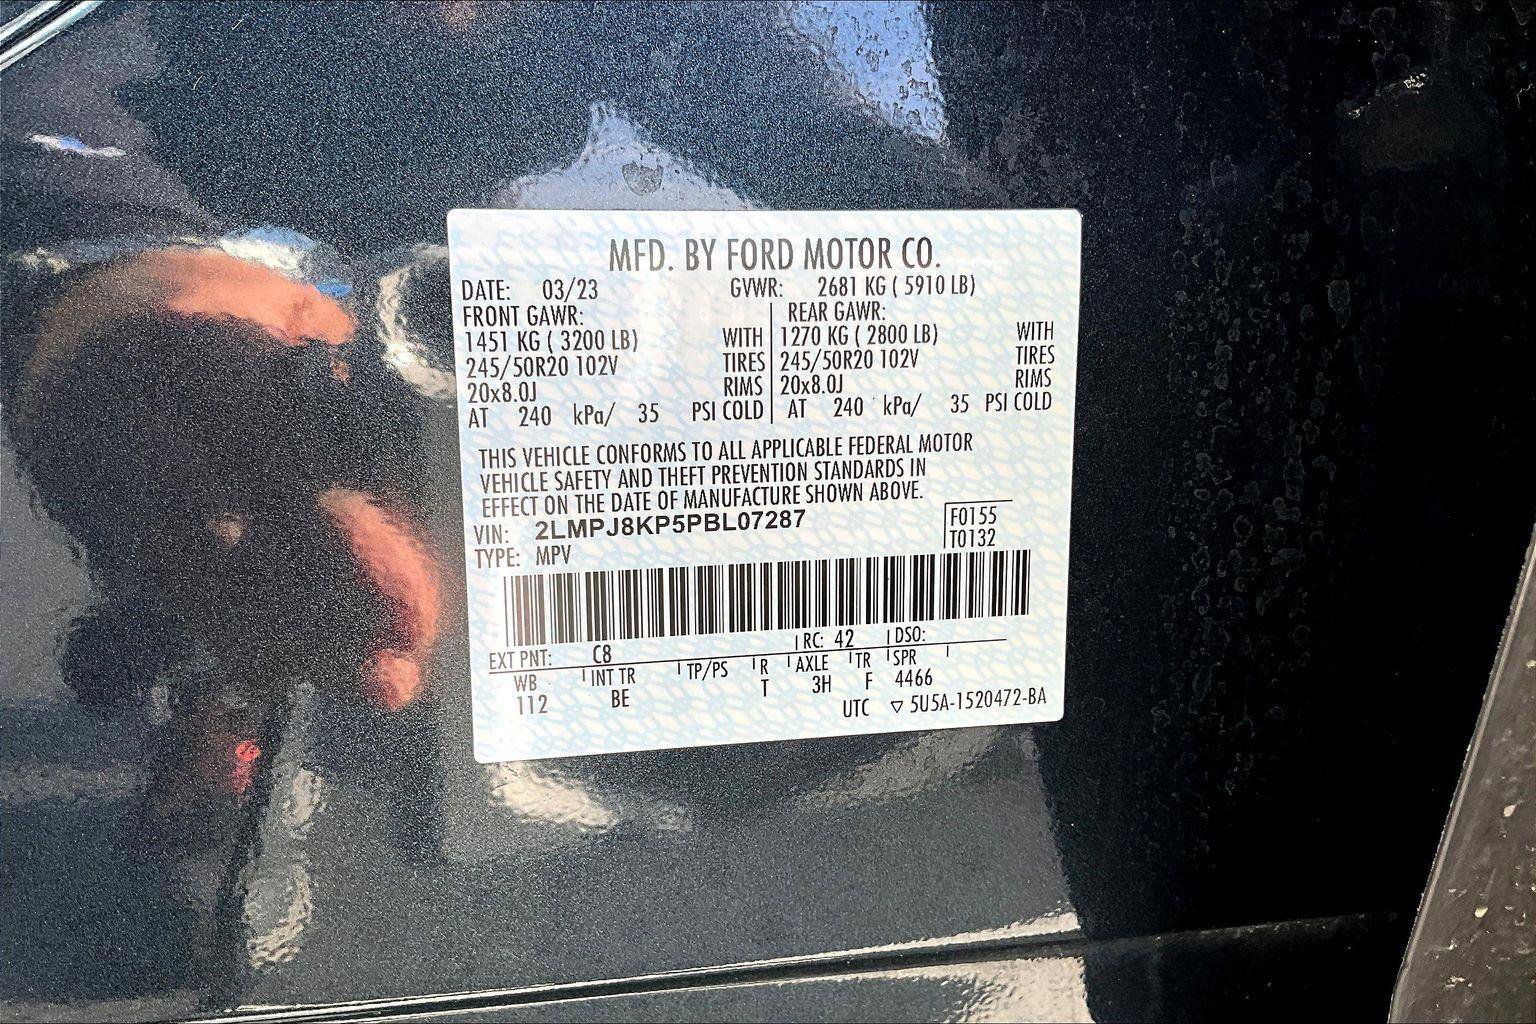 MFD. BY FORD MOTOR CO.
DATE: 03/23 GVWR: 2681 KG ( 5910 LB)
FRONT GAWR: REAR GAWR:
1451 KG ( 3200 LB) WITH 1270 KG ( 2800 LB) WITH
245/50R20 102V TIRES 245/50R20 102V TIRES
20x8.0J RIMS 20x8.0J RIMS
AT 240 kPa/ 35 PSI COLD AT 240 kPa/ 35 PSI COLD
THIS VEHICLE CONFORMS TO ALL APPLICABLE FEDERAL MOTOR
VEHICLE SAFETY AND THEFT PREVENTION STANDARDS IN
EFFECT ON THE DATE OF MANUFACTURE SHOWN ABOVE.
VIN: 2LMPJ8KP5PBL07287 F0155
TYPE: MPV T0132
EXT PNT: C8 RC: 42 DSO:
WB INT TR TP/PS R AXLE TR SPR
112 BE T 3H F 4466
UTC ▽ 5U5A-1520472-BA